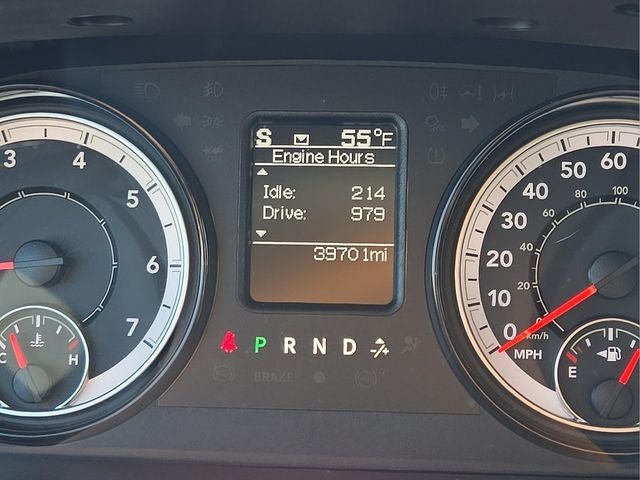 S 55°F
Engine Hours
Idle: 214
Drive: 979
39701mi
3 4 5 6 7
C H
P R N D
BRAKE
60 50 40 30 20 10 0
100 80 60 40 20 0
km/h
MPH
E